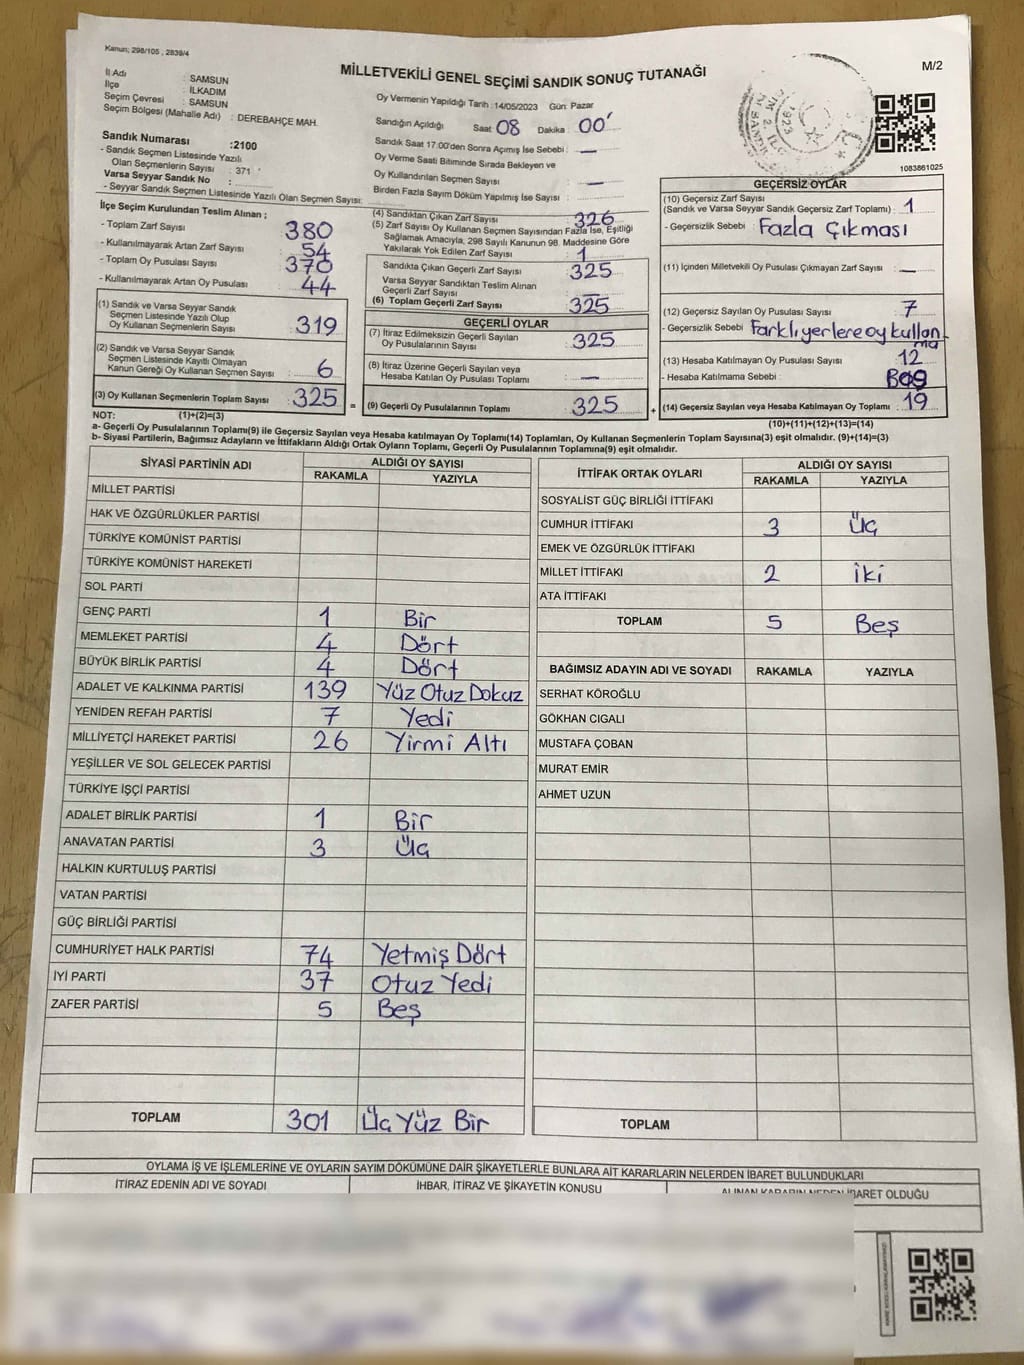 Kanun; 298/105 , 2839/4
MİLLETVEKİLİ GENEL SEÇİMİ SANDIK SONUÇ TUTANAĞI
M/2
İl Adı : SAMSUN
İlçe : İLKADIM
Seçim Çevresi : SAMSUN
Seçim Bölgesi (Mahalle Adı) : DEREBAHÇE MAH.
Sandık Numarası :2100
- Sandık Seçmen Listesinde Yazılı
Olan Seçmenlerin Sayısı : 371
Varsa Seyyar Sandık No :
- Seyyar Sandık Seçmen Listesinde Yazılı Olan Seçmen Sayısı:
Oy Vermenin Yapıldığı Tarih :14/05/2023 Gün: Pazar
Sandığın Açıldığı Saat 08 Dakika : 00'
Sandık Saat 17.00'den Sonra Açımış İse Sebebi : —
Oy Verme Saati Bitiminde Sırada Bekleyen ve
Oy Kullandırılan Seçmen Sayısı : —
Birden Fazla Sayım Döküm Yapılmış İse Sayısı :
1083861025
İlçe Seçim Kurulundan Teslim Alınan ;
- Toplam Zarf Sayısı : 380
- Kullanılmayarak Artan Zarf Sayısı : 54
- Toplam Oy Pusulası Sayısı : 370
- Kullanılmayarak Artan Oy Pusulası : 44
(1) Sandık ve Varsa Seyyar Sandık
Seçmen Listesinde Yazılı Olup
Oy Kullanan Seçmenlerin Sayısı : 319
(2) Sandık ve Varsa Seyyar Sandık
Seçmen Listesinde Kayıtlı Olmayan
Kanun Gereği Oy Kullanan Seçmen Sayısı : 6
(3) Oy Kullanan Seçmenlerin Toplam Sayısı : 325
(4) Sandıktan Çıkan Zarf Sayısı : 326
(5) Zarf Sayısı Oy Kullanan Seçmen Sayısından Fazla İse, Eşitliği
Sağlamak Amacıyla, 298 Sayılı Kanunun 98. Maddesine Göre
Yakılarak Yok Edilen Zarf Sayısı : 1
Sandıkta Çıkan Geçerli Zarf Sayısı : 325
Varsa Seyyar Sandıktan Teslim Alınan
Geçerli Zarf Sayısı : —
(6) Toplam Geçerli Zarf Sayısı : 325
GEÇERLİ OYLAR
(7) İtiraz Edilmeksizin Geçerli Sayılan
Oy Pusulalarının Sayısı : 325
(8) İtiraz Üzerine Geçerli Sayılan veya
Hesaba Katılan Oy Pusulası Toplamı : —
= (9) Geçerli Oy Pusulalarının Toplamı : 325
GEÇERSİZ OYLAR
(10) Geçersiz Zarf Sayısı
(Sandık ve Varsa Seyyar Sandık Geçersiz Zarf Toplamı) : 1
- Geçersizlik Sebebi : Fazla Çıkması
(11) İçinden Milletvekili Oy Pusulası Çıkmayan Zarf Sayısı : —
(12) Geçersiz Sayılan Oy Pusulası Sayısı : 7
- Geçersizlik Sebebi : Farklı yerlere oy kullan
ma
(13) Hesaba Katılmayan Oy Pusulası Sayısı : 12
- Hesaba Katılmama Sebebi :
+ (14) Geçersiz Sayılan veya Hesaba Katılmayan Oy Toplamı : 19
NOT: (1)+(2)=(3)
(10)+(11)+(12)+(13)=(14)
a- Geçerli Oy Pusulalarının Toplamı(9) ile Geçersiz Sayılan veya Hesaba katılmayan Oy Toplamı(14) Toplamları, Oy Kullanan Seçmenlerin Toplam Sayısına(3) eşit olmalıdır. (9)+(14)=(3)
b- Siyasi Partilerin, Bağımsız Adayların ve İttifakların Aldığı Ortak Oyların Toplamı, Geçerli Oy Pusulalarının Toplamına(9) eşit olmalıdır.
SİYASİ PARTİNİN ADI ALDIĞI OY SAYISI
RAKAMLA YAZIYLA
MİLLET PARTİSİ
HAK VE ÖZGÜRLÜKLER PARTİSİ
TÜRKİYE KOMÜNİST PARTİSİ
TÜRKİYE KOMÜNİST HAREKETİ
SOL PARTİ
GENÇ PARTİ 1 Bir
MEMLEKET PARTİSİ 4 Dört
BÜYÜK BİRLİK PARTİSİ 4 Dört
ADALET VE KALKINMA PARTİSİ 139 Yüz Otuz Dokuz
YENİDEN REFAH PARTİSİ 7 Yedi
MİLLİYETÇİ HAREKET PARTİSİ 26 Yirmi Altı
YEŞİLLER VE SOL GELECEK PARTİSİ
TÜRKİYE İŞÇİ PARTİSİ
ADALET BİRLİK PARTİSİ 1 Bir
ANAVATAN PARTİSİ 3 Üç
HALKIN KURTULUŞ PARTİSİ
VATAN PARTİSİ
GÜÇ BİRLİĞİ PARTİSİ
CUMHURİYET HALK PARTİSİ 74 Yetmiş Dört
İYİ PARTİ 37 Otuz Yedi
ZAFER PARTİSİ 5 Beş
TOPLAM 301 Üç Yüz Bir
İTTİFAK ORTAK OYLARI ALDIĞI OY SAYISI
RAKAMLA YAZIYLA
SOSYALİST GÜÇ BİRLİĞİ İTTİFAKI
CUMHUR İTTİFAKI 3 Üç
EMEK VE ÖZGÜRLÜK İTTİFAKI
MİLLET İTTİFAKI 2 İki
ATA İTTİFAKI
TOPLAM 5 Beş
BAĞIMSIZ ADAYIN ADI VE SOYADI RAKAMLA YAZIYLA
SERHAT KÖROĞLU
GÖKHAN CIGALI
MUSTAFA ÇOBAN
MURAT EMİR
AHMET UZUN
TOPLAM
OYLAMA İŞ VE İŞLEMLERİNE VE OYLARIN SAYIM DÖKÜMÜNE DAİR ŞİKAYETLERLE BUNLARA AİT KARARLARIN NELERDEN İBARET BULUNDUKLARI
İTİRAZ EDENİN ADI VE SOYADI İHBAR, İTİRAZ VE ŞİKAYETİN KONUSU ALINAN KARARIN NEDEN İBARET OLDUĞU